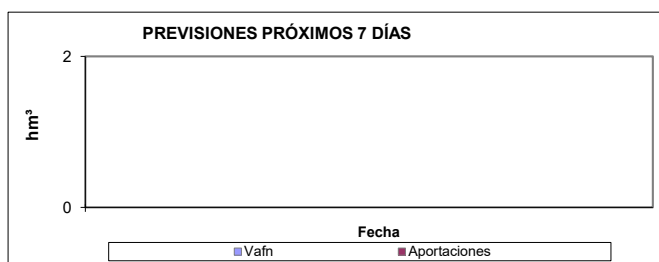 PREVISIONES PRÓXIMOS 7 DÍAS
2
hm³
0
Fecha
Vafn Aportaciones